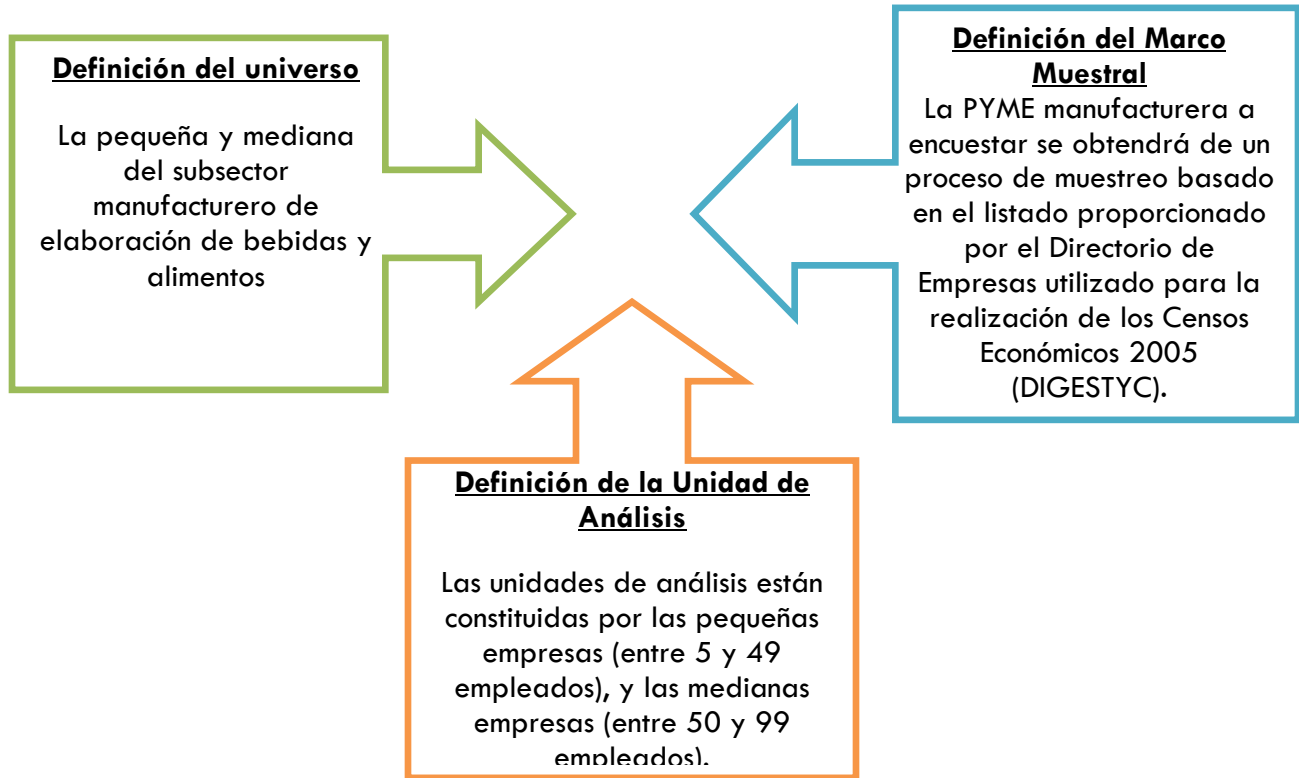 Definición del universo
La pequeña y mediana
del subsector
manufacturero de
elaboración de bebidas y
alimentos
Definición del Marco
Muestral
La PYME manufacturera a
encuestar se obtendrá de un
proceso de muestreo basado
en el listado proporcionado
por el Directorio de
Empresas utilizado para la
realización de los Censos
Económicos 2005
(DIGESTYC).
Definición de la Unidad de
Análisis
Las unidades de análisis están
constituidas por las pequeñas
empresas (entre 5 y 49
empleados), y las medianas
empresas (entre 50 y 99
empleados).